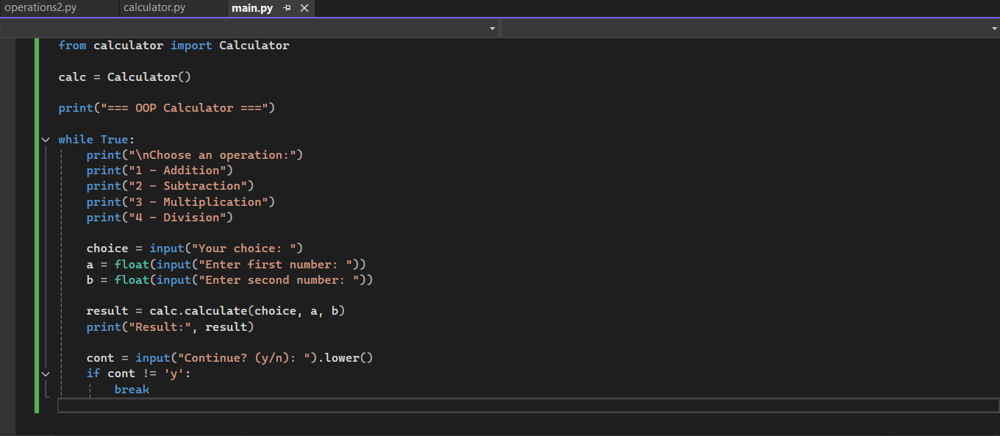 operations2.py calculator.py main.py
from calculator import Calculator
calc = Calculator()
print("=== OOP Calculator ===")
while True:
    print("\nChoose an operation:")
    print("1 - Addition")
    print("2 - Subtraction")
    print("3 - Multiplication")
    print("4 - Division")
    choice = input("Your choice: ")
    a = float(input("Enter first number: "))
    b = float(input("Enter second number: "))
    result = calc.calculate(choice, a, b)
    print("Result:", result)
    cont = input("Continue? (y/n): ").lower()
    if cont != 'y':
        break